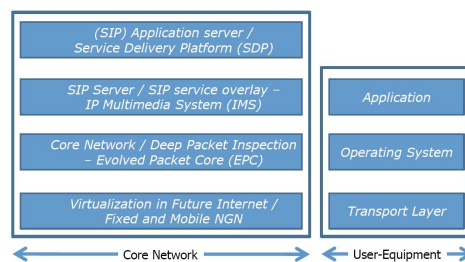 (SIP) Application server /
Service Delivery Platform (SDP)
SIP Server / SIP service overlay –
IP Multimedia System (IMS)
Core Network / Deep Packet Inspection
– Evolved Packet Core (EPC)
Virtualization in Future Internet /
Fixed and Mobile NGN
Core Network
Application
Operating System
Transport Layer
User-Equipment